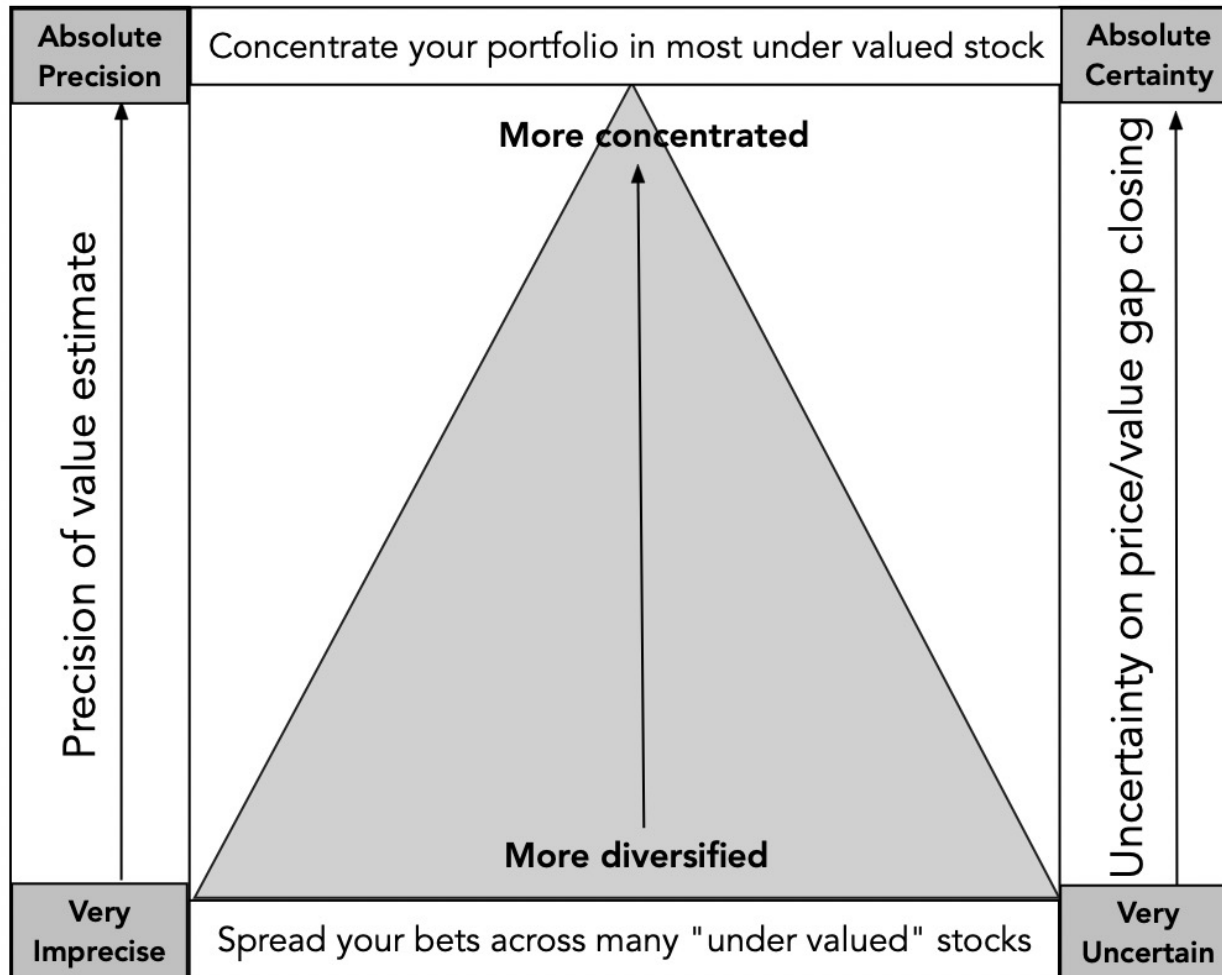 Absolute
Precision
Concentrate your portfolio in most under valued stock
Absolute
Certainty
More concentrated
Precision of value estimate
Uncertainty on price/value gap closing
More diversified
Very
Imprecise
Spread your bets across many "under valued" stocks
Very
Uncertain